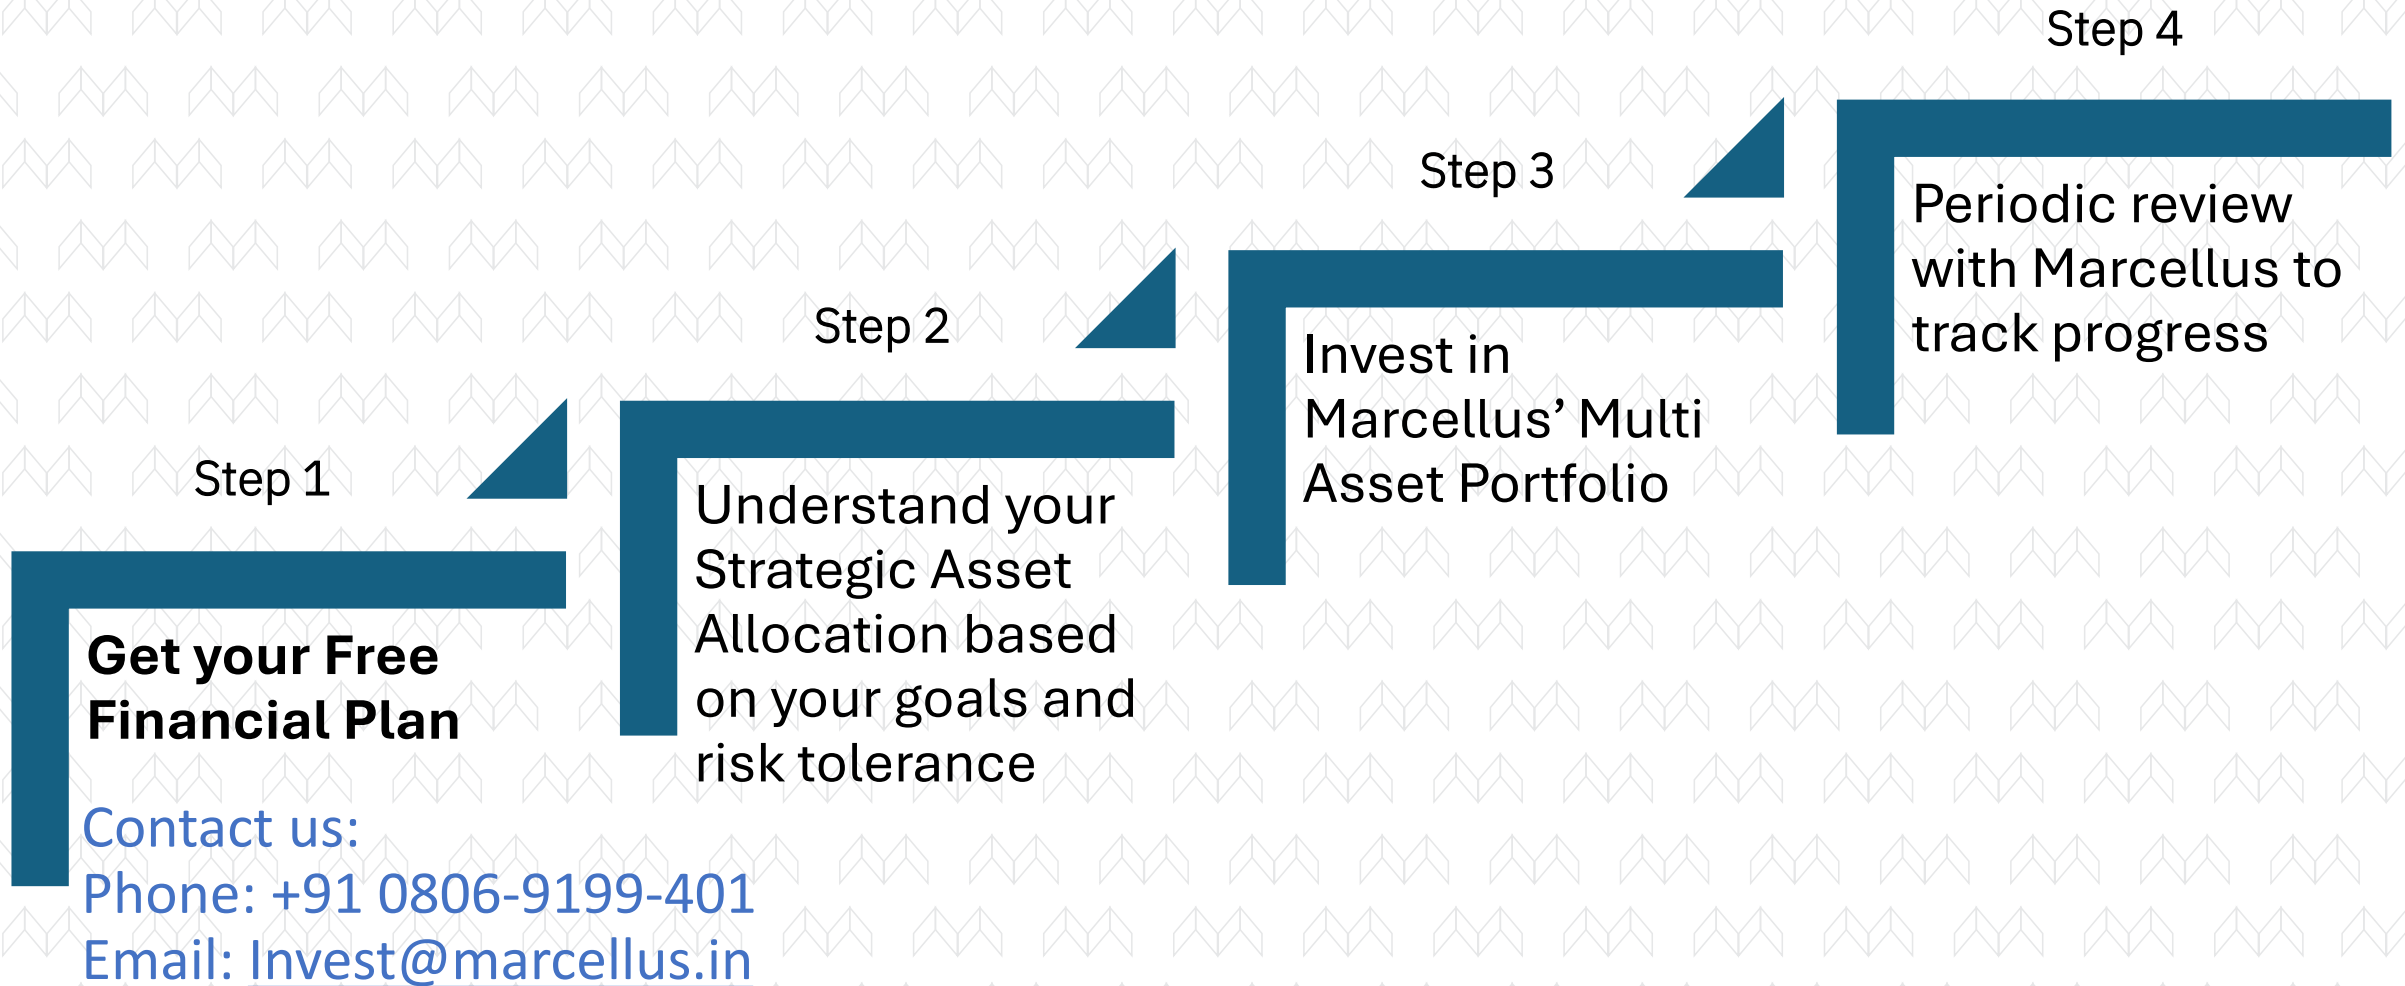 Step 1
Get your Free
Financial Plan
Contact us:
Phone: +91 0806-9199-401
Email: Invest@marcellus.in
Step 2
Understand your
Strategic Asset
Allocation based
on your goals and
risk tolerance
Step 3
Invest in
Marcellus’ Multi
Asset Portfolio
Step 4
Periodic review
with Marcellus to
track progress